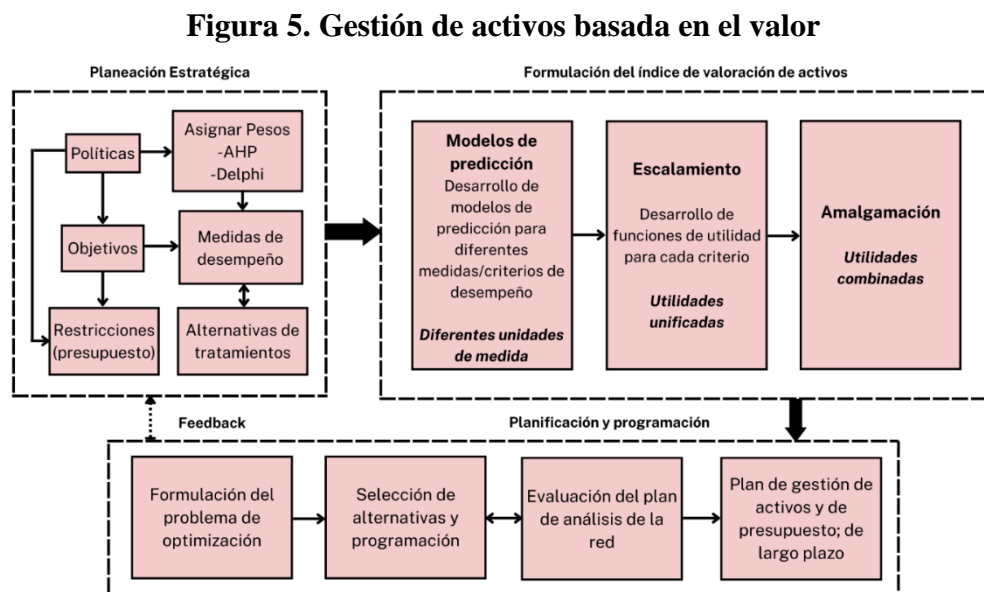 Figura 5. Gestión de activos basada en el valor
Planeación Estratégica
Políticas
Asignar Pesos
-AHP
-Delphi
Objetivos
Medidas de
desempeño
Restricciones
(presupuesto)
Alternativas de
tratamientos
Formulación del índice de valoración de activos
Modelos de
predicción
Desarrollo de
modelos de
predicción para
diferentes
medidas/criterios de
desempeño
Diferentes unidades
de medida
Escalamiento
Desarrollo de
funciones de utilidad
para cada criterio
Utilidades
unificadas
Amalgamación
Utilidades
combinadas
Feedback
Planificación y programación
Formulación del
problema de
optimización
Selección de
alternativas y
programación
Evaluación del plan
de análisis de la
red
Plan de gestión de
activos y de
presupuesto; de
largo plazo